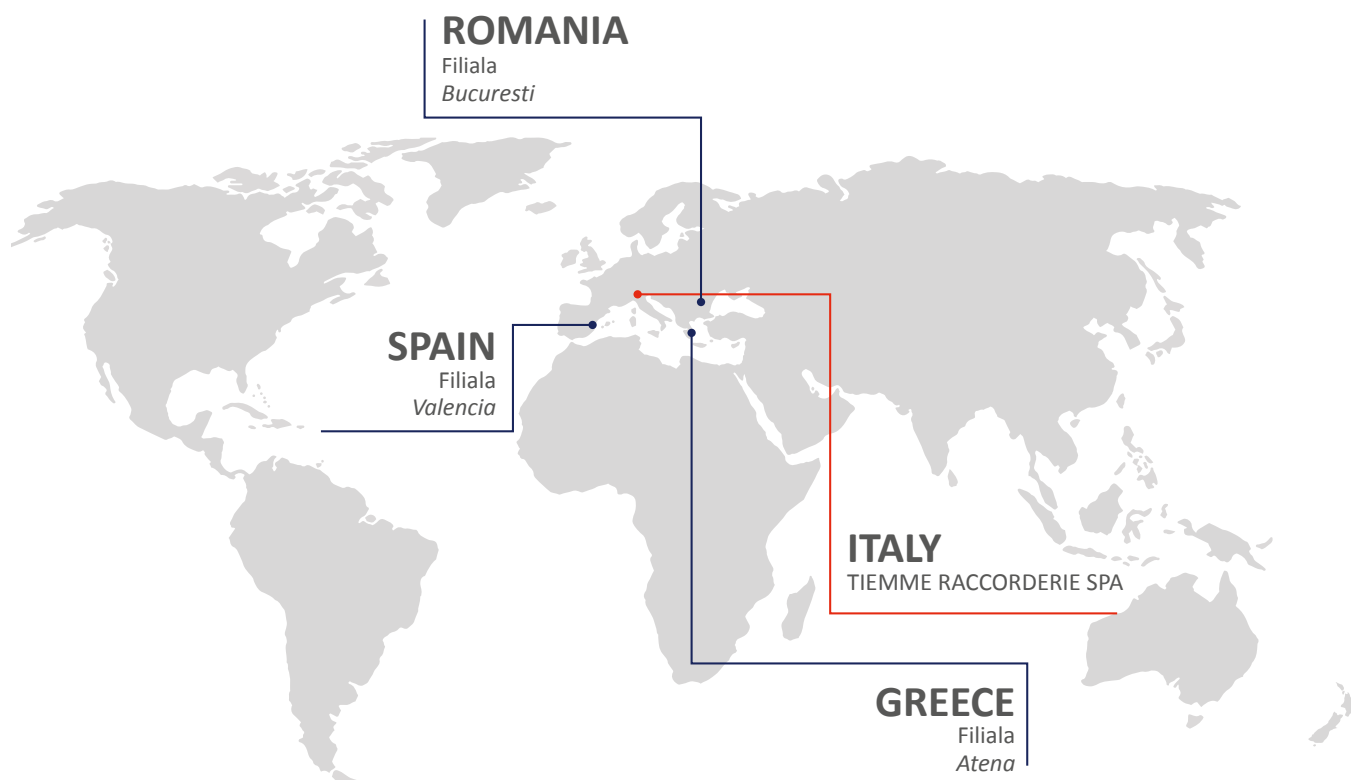 ROMANIA
Filiala
Bucuresti
SPAIN
Filiala
Valencia
ITALY
TIEMME RACCORDERIE SPA
GREECE
Filiala
Atena